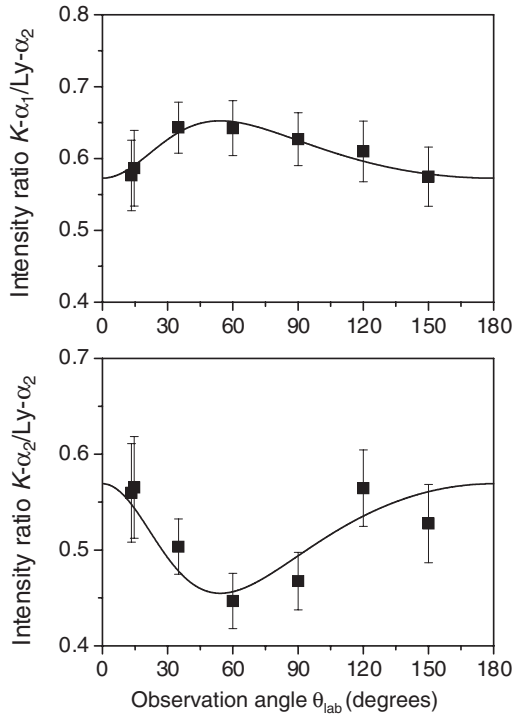 Intensity ratio K-α₁/Ly-α₂
0.8
0.7
0.6
0.5
0.4
0 30 60 90 120 150 180
Intensity ratio K-α₂/Ly-α₂
0.7
0.6
0.5
0.4
0 30 60 90 120 150 180
Observation angle θlab (degrees)